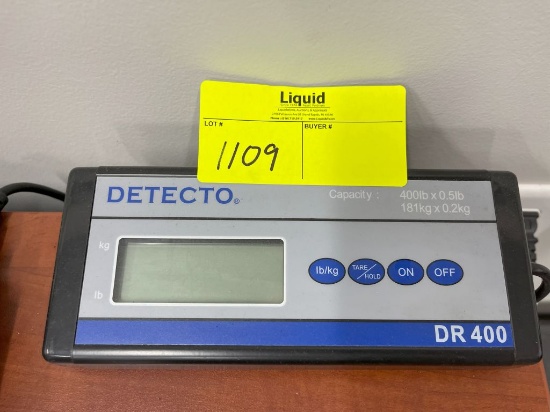 Liquid
LOT # BUYER #
1109
DETECTO®
Capacity : 400lb x 0.5lb
181kg x 0.2kg
kg
lb/kg TARE/HOLD ON OFF
lb
DR 400